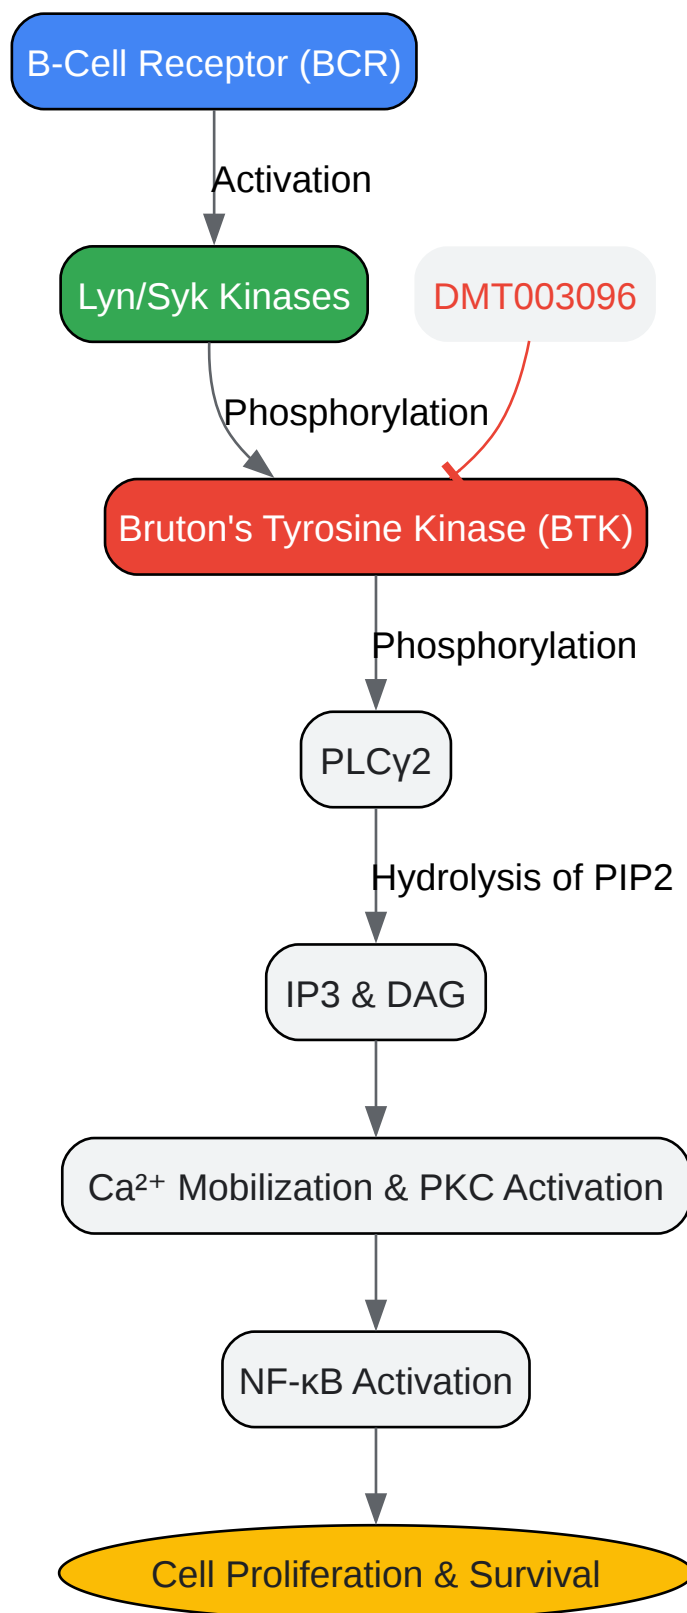 B-Cell Receptor (BCR)
Activation
Lyn/Syk Kinases
DMT003096
Phosphorylation
Bruton's Tyrosine Kinase (BTK)
Phosphorylation
PLCγ2
Hydrolysis of PIP2
IP3 & DAG
Ca²⁺ Mobilization & PKC Activation
NF-κB Activation
Cell Proliferation & Survival